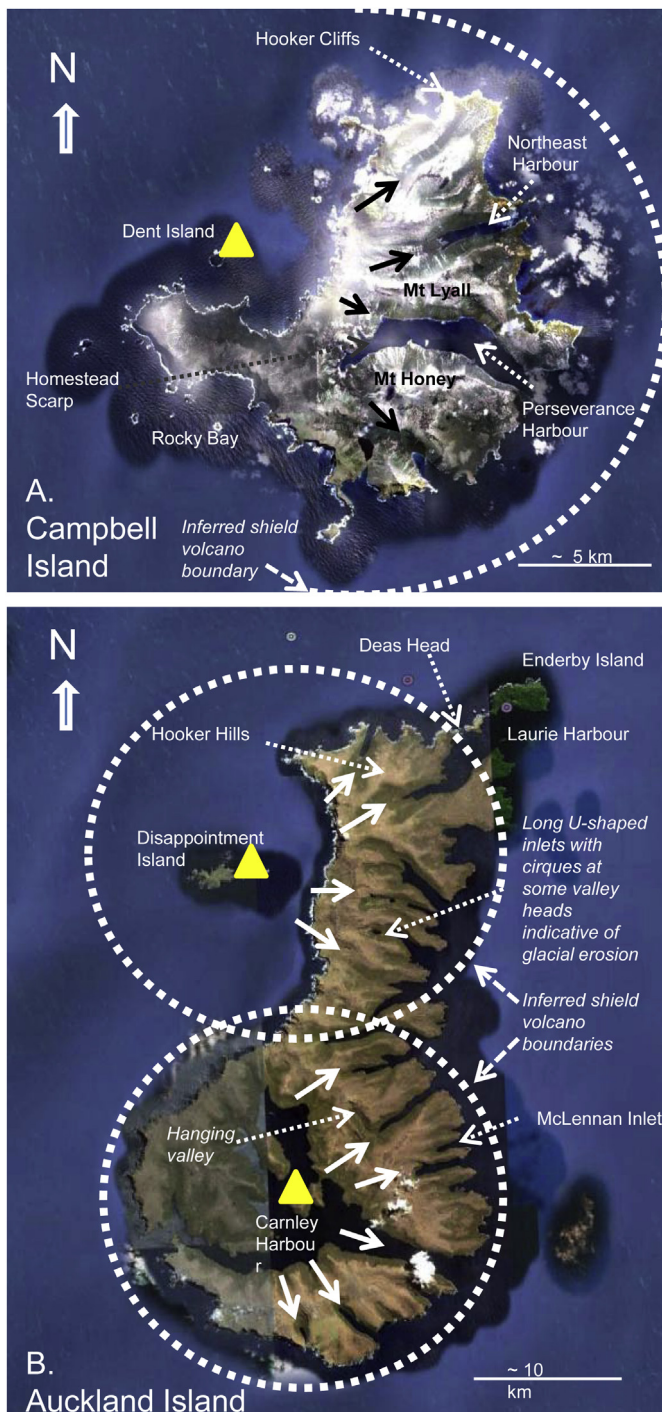 Hooker Cliffs
N
Northeast
Harbour
Dent Island
Mt Lyall
Homestead
Scarp
Mt Honey
Rocky Bay
Perseverance
Harbour
A.
Campbell
Island
Inferred shield
volcano
boundary
~ 5 km
N
Deas Head
Enderby Island
Hooker Hills
Laurie Harbour
Disappointment
Island
Long U-shaped
inlets with
cirques at
some valley
heads
indicative of
glacial erosion
Inferred shield
volcano
boundaries
Hanging
valley
McLennan Inlet
Carnley
Harbou
r
B.
Auckland Island
~ 10
km